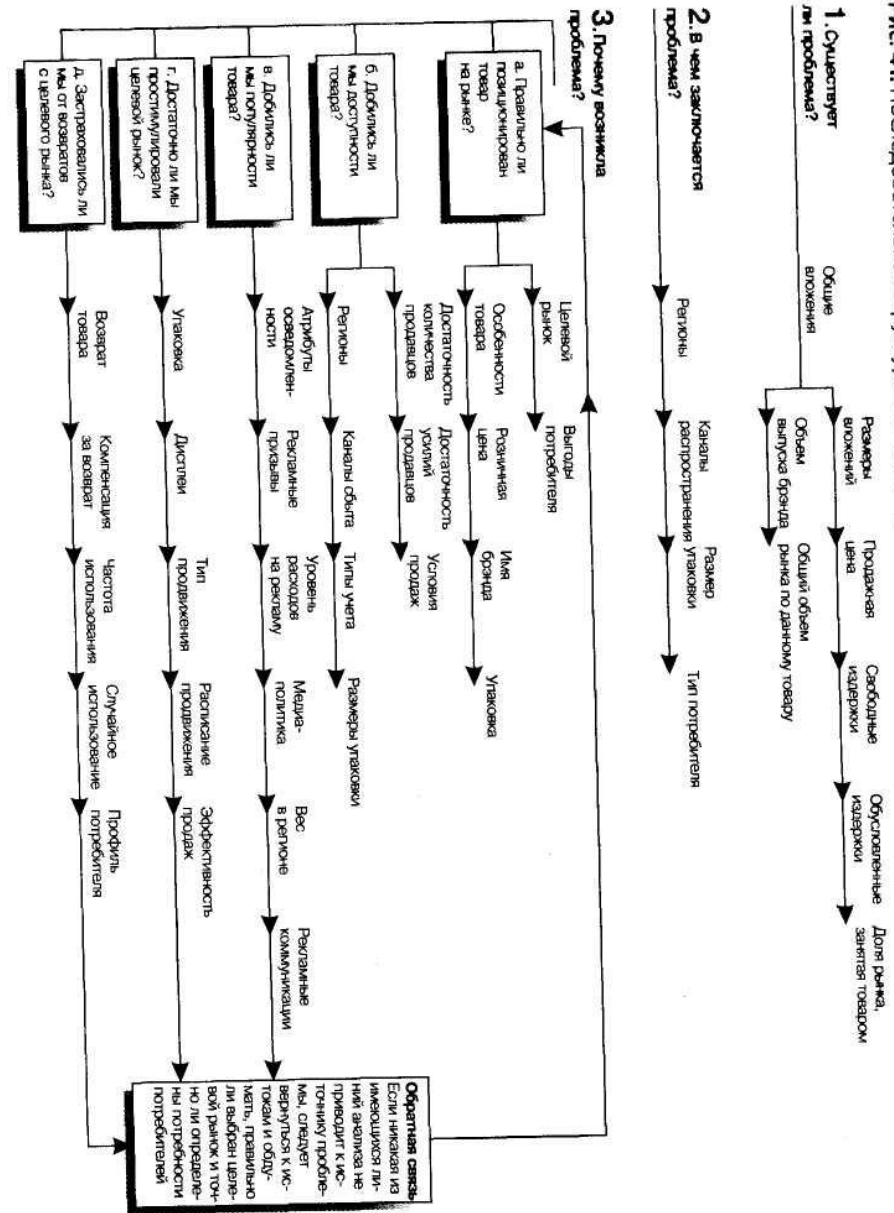 1. Существует
ли проблема?
Общие
вложения
Размеры
вложений
Продажная
цена
Свободные
издержки
Обусловленные
издержки
Доля рынка,
занятая товаром
Объем
выпуска брэнда
Общий объем
рынка по данному товару
2. В чем заключается
проблема?
Регионы
Каналы
распространения
Размер
упаковки
Тип потребителя
3. Почему возникла
проблема?
а. Правильно ли
позиционирован
товар
на рынке?
Целевой
рынок
Выгоды
потребителя
Особенности
товара
Розничная
цена
Имя
брэнда
Упаковка
б. Добились ли
мы доступности
товара?
Достаточность
количества
продавцов
Достаточность
усилий
продавцов
Условия
продаж
Регионы
Каналы сбыта
Типы учета
Размеры упаковки
в. Добились ли
мы популярности
товара?
Атрибуты
осведомлен-
ности
Рекламные
призывы
Уровень
расходов
на рекламу
Медиа-
политика
Вес
в регионе
Рекламные
коммуникации
г. Достаточно ли мы
простимулировали
целевой рынок?
Упаковка
Дисплеи
Тип
продвижения
Расписание
продвижения
Эффективность
продаж
д. Застраховались ли
мы от возвратов
с целевого рынка?
Возврат
товара
Компенсация
за возврат
Частота
использования
Случайное
использование
Профиль
потребителя
Обратная связь
Если никакая из
имеющихся ли-
ний анализа не
приводит к ис-
точнику пробле-
мы, следует
вернуться к ис-
токам и обду-
мать, правильно
ли выбран целе-
вой рынок и точ-
но ли определе-
ны потребности
потребителей